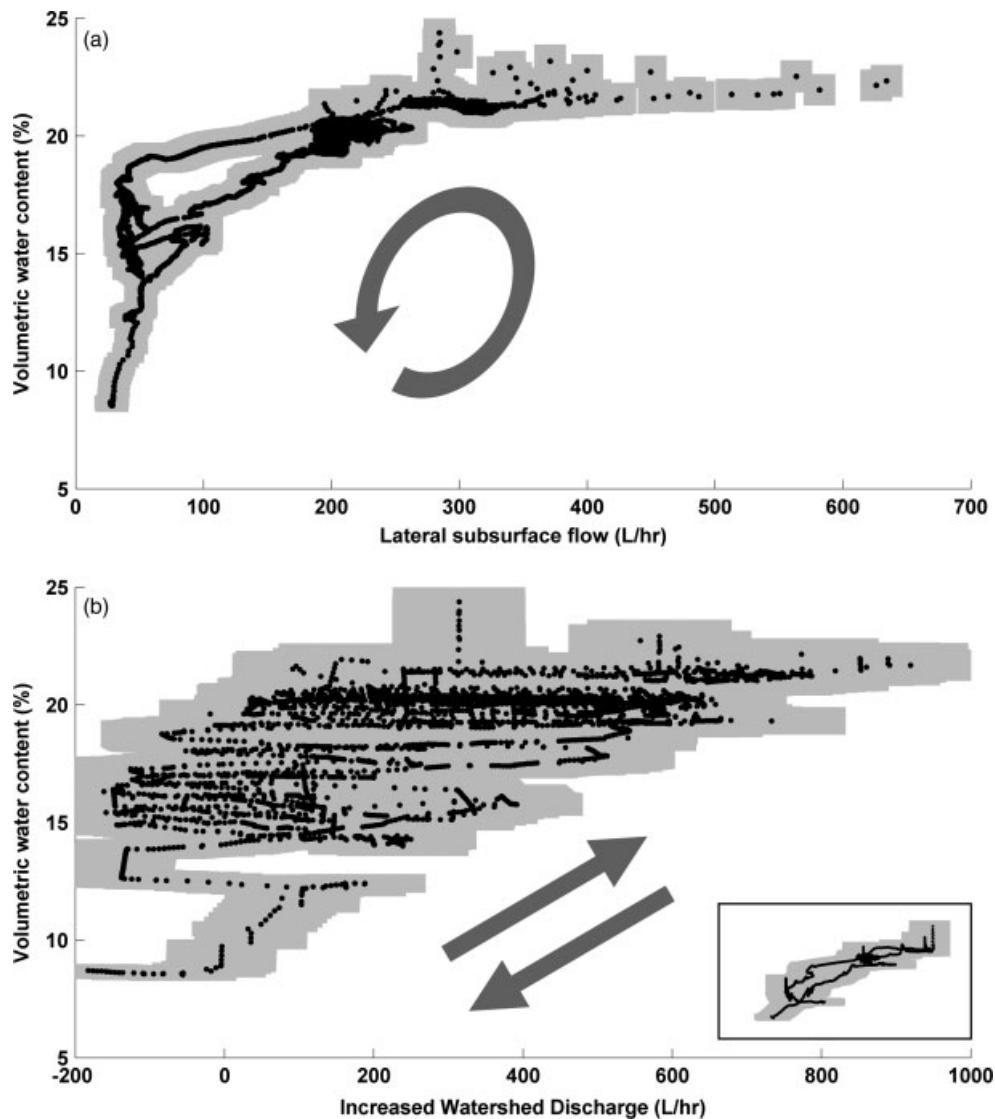 (a)
Volumetric water content (%)
25
20
15
10
5
0 100 200 300 400 500 600 700
Lateral subsurface flow (L/hr)
(b)
Volumetric water content (%)
25
20
15
10
5
-200 0 200 400 600 800 1000
Increased Watershed Discharge (L/hr)